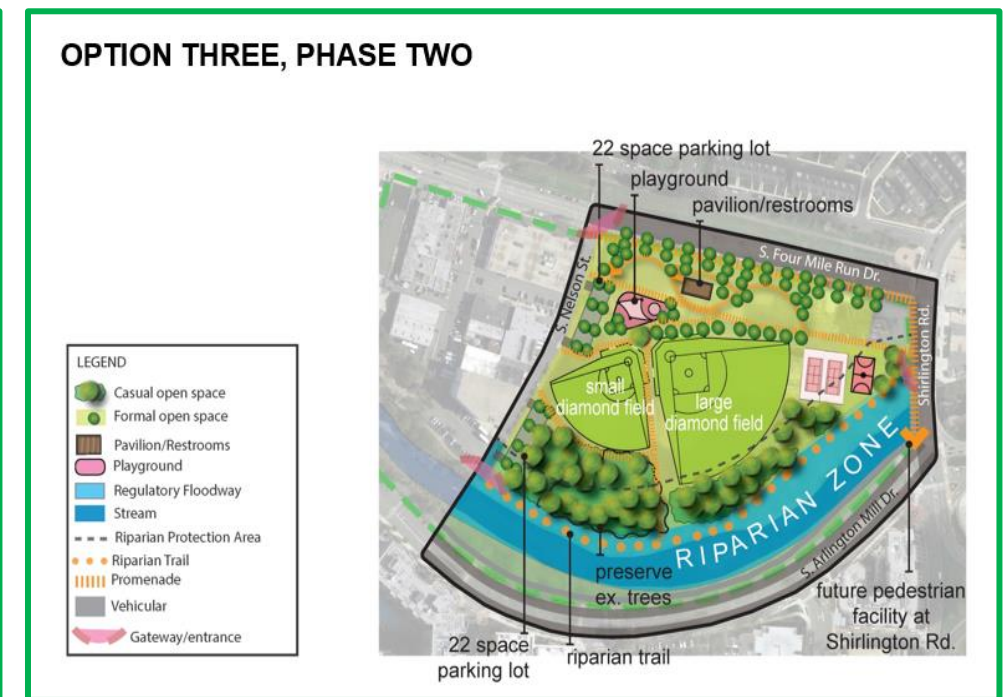 OPTION THREE, PHASE TWO
22 space parking lot
playground
pavilion/restrooms
S. Four Mile Run Dr.
S. Nelson St.
Shirlington Rd.
small
diamond field
large
diamond field
RIPARIAN ZONE
S. Arlington Mill Dr.
preserve
ex. trees
future pedestrian
facility at
Shirlington Rd.
22 space
parking lot
riparian trail
LEGEND
Casual open space
Formal open space
Pavilion/Restrooms
Playground
Regulatory Floodway
Stream
Riparian Protection Area
Riparian Trail
Promenade
Vehicular
Gateway/entrance